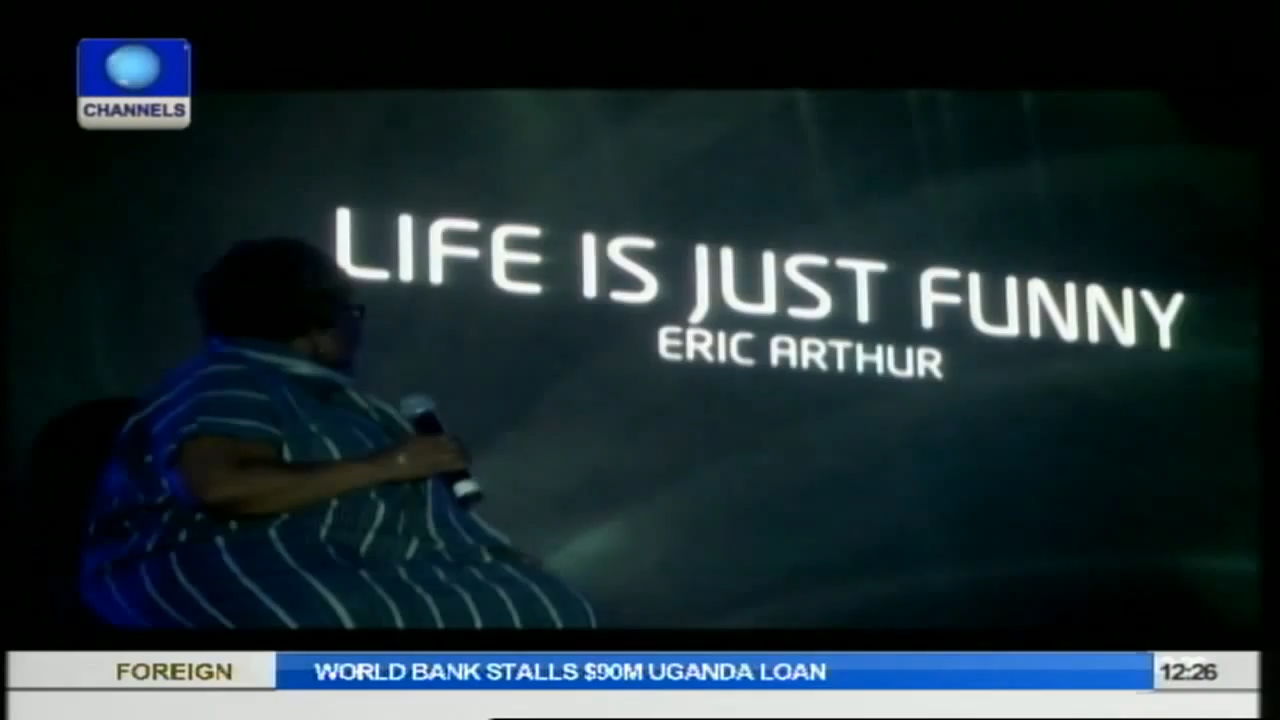 CHANNELS
LIFE IS JUST FUNNY
ERIC ARTHUR
FOREIGN
WORLD BANK STALLS $90M UGANDA LOAN
12:26